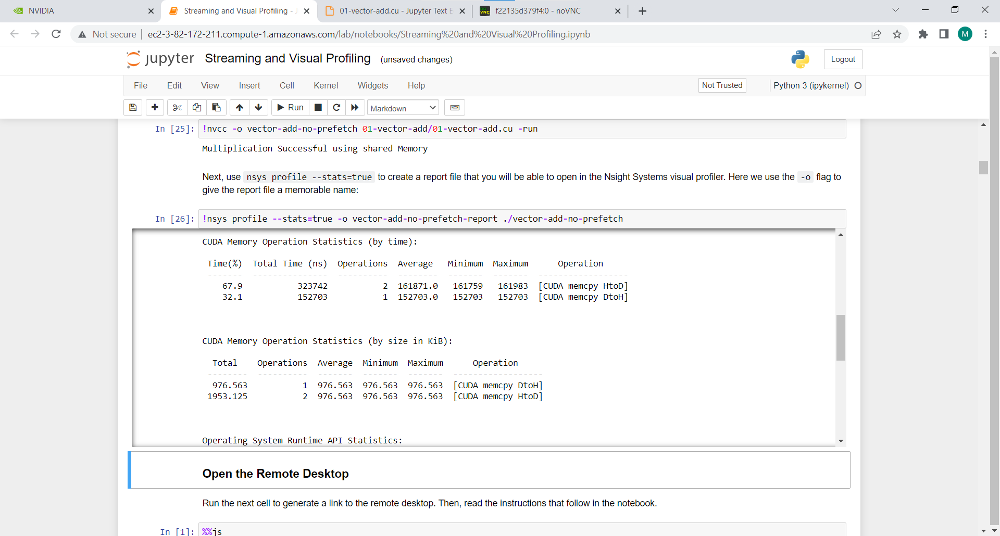 NVIDIA
Streaming and Visual Profiling - J
01-vector-add.cu - Jupyter Text E
f22135d379f4:0 - noVNC
Not secure | ec2-3-82-172-211.compute-1.amazonaws.com/lab/notebooks/Streaming%20and%20Visual%20Profiling.ipynb
M
jupyter Streaming and Visual Profiling (unsaved changes)
Logout
File Edit View Insert Cell Kernel Widgets Help
Not Trusted
Python 3 (ipykernel)
Run
Markdown
In [25]: !nvcc -o vector-add-no-prefetch 01-vector-add/01-vector-add.cu -run
Multiplication Successful using shared Memory
Next, use nsys profile --stats=true to create a report file that you will be able to open in the Nsight Systems visual profiler. Here we use the -o flag to
give the report file a memorable name:
In [26]: !nsys profile --stats=true -o vector-add-no-prefetch-report ./vector-add-no-prefetch
CUDA Memory Operation Statistics (by time):
Time(%) Total Time (ns) Operations Average Minimum Maximum Operation
------- --------------- ---------- -------- ------- ------- ------------------
67.9 323742 2 161871.0 161759 161983 [CUDA memcpy HtoD]
32.1 152703 1 152703.0 152703 152703 [CUDA memcpy DtoH]
CUDA Memory Operation Statistics (by size in KiB):
Total Operations Average Minimum Maximum Operation
-------- ---------- ------- ------- ------- ------------------
976.563 1 976.563 976.563 976.563 [CUDA memcpy DtoH]
1953.125 2 976.563 976.563 976.563 [CUDA memcpy HtoD]
Operating System Runtime API Statistics:
Open the Remote Desktop
Run the next cell to generate a link to the remote desktop. Then, read the instructions that follow in the notebook.
In [1]: %%js